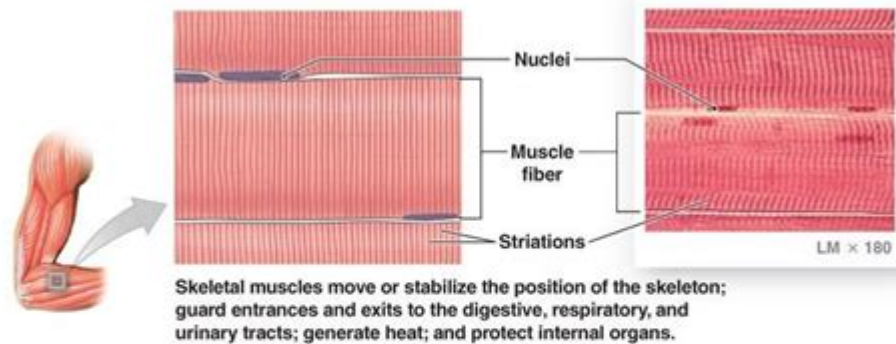 Nuclei
Muscle
fiber
Striations
LM × 180
Skeletal muscles move or stabilize the position of the skeleton;
guard entrances and exits to the digestive, respiratory, and
urinary tracts; generate heat; and protect internal organs.